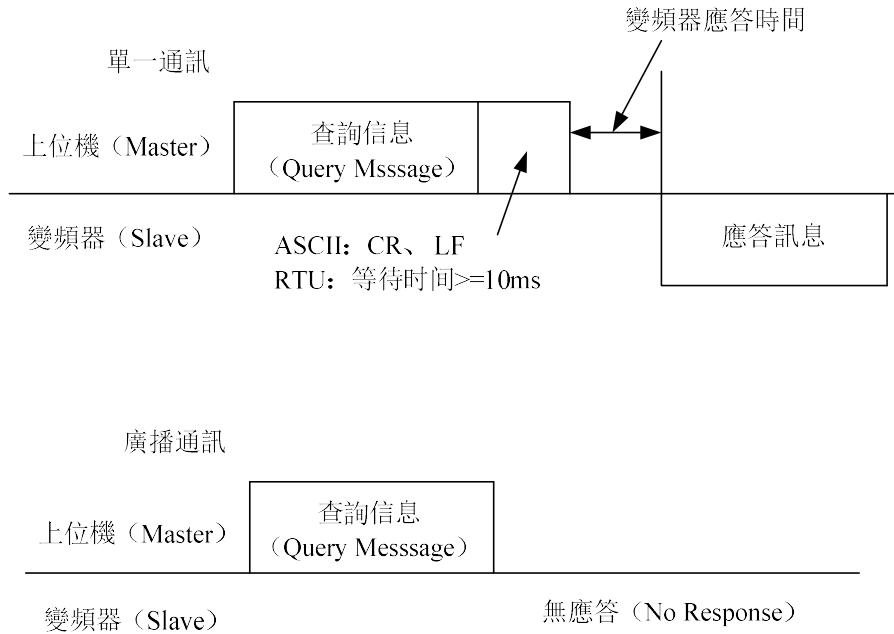 變頻器應答時間
單一通訊
上位機（Master）
查詢信息
（Query Msssage）
變頻器（Slave）
ASCII：CR、LF
RTU：等待时间>=10ms
應答訊息
廣播通訊
上位機（Master）
查詢信息
（Query Messsage）
變頻器（Slave）
無應答（No Response）